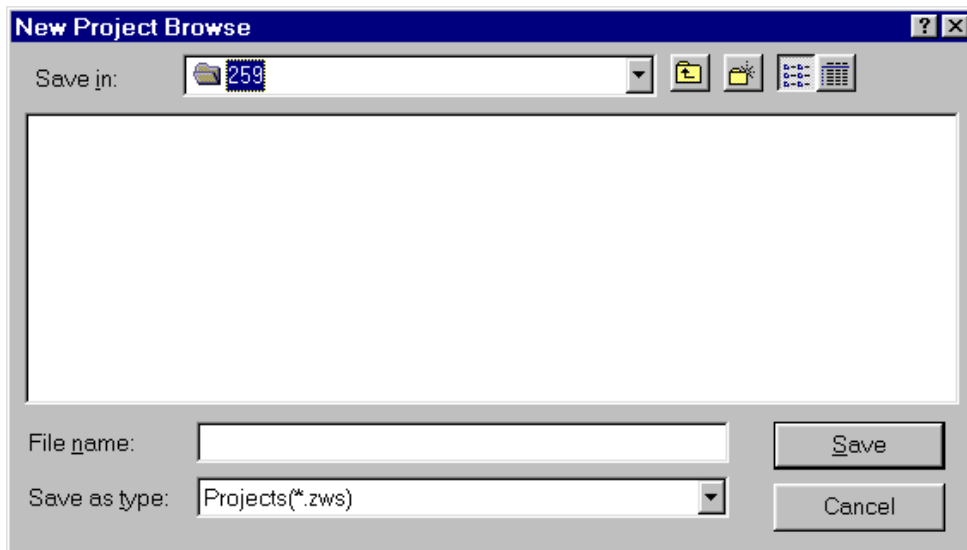 New Project Browse
Save in:
259
File name:
Save
Save as type:
Projects(*.zws)
Cancel